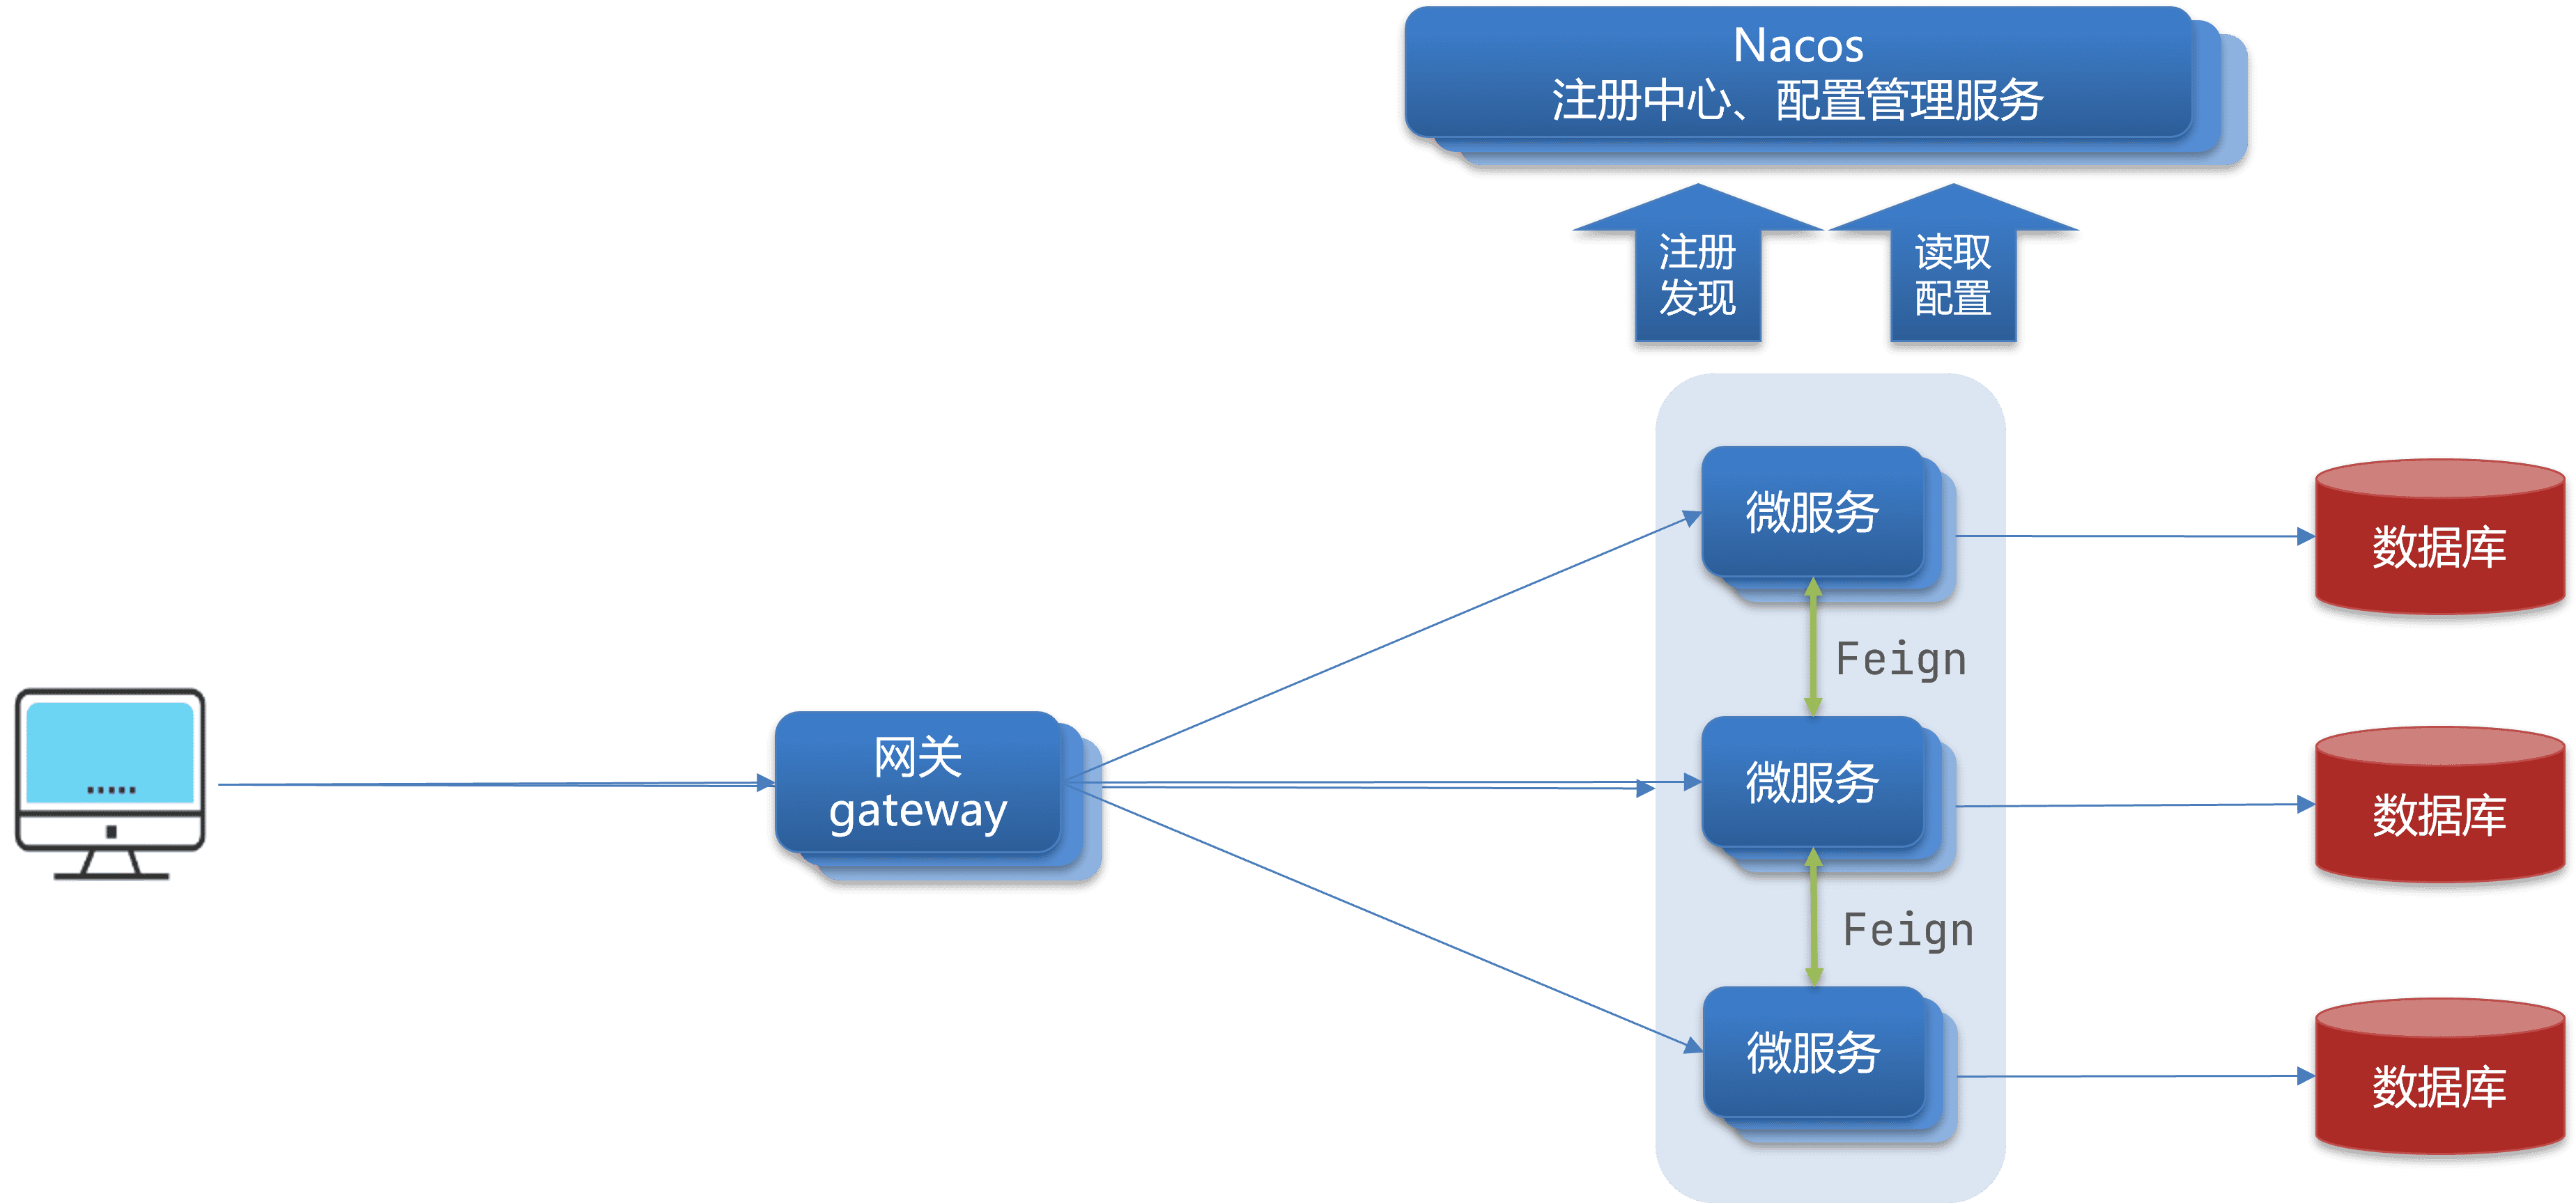 Nacos
注册中心、配置管理服务
注册
发现
读取
配置
微服务
数据库
Feign
网关
gateway
微服务
数据库
Feign
微服务
数据库